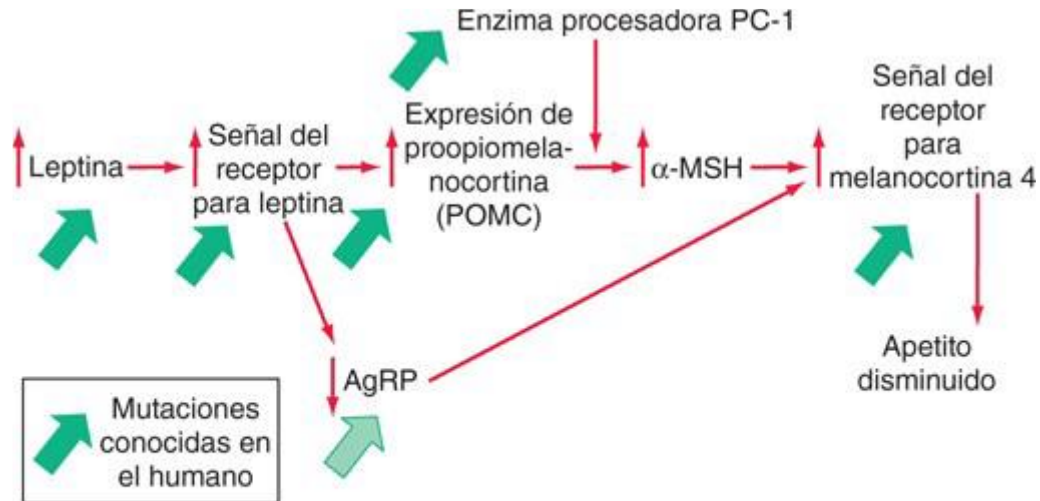 Enzima procesadora PC-1
Leptina
Señal del
receptor
para leptina
Expresión de
proopiomela-
nocortina
(POMC)
α-MSH
Señal del
receptor
para
melanocortina 4
AgRP
Apetito
disminuido
Mutaciones
conocidas en
el humano